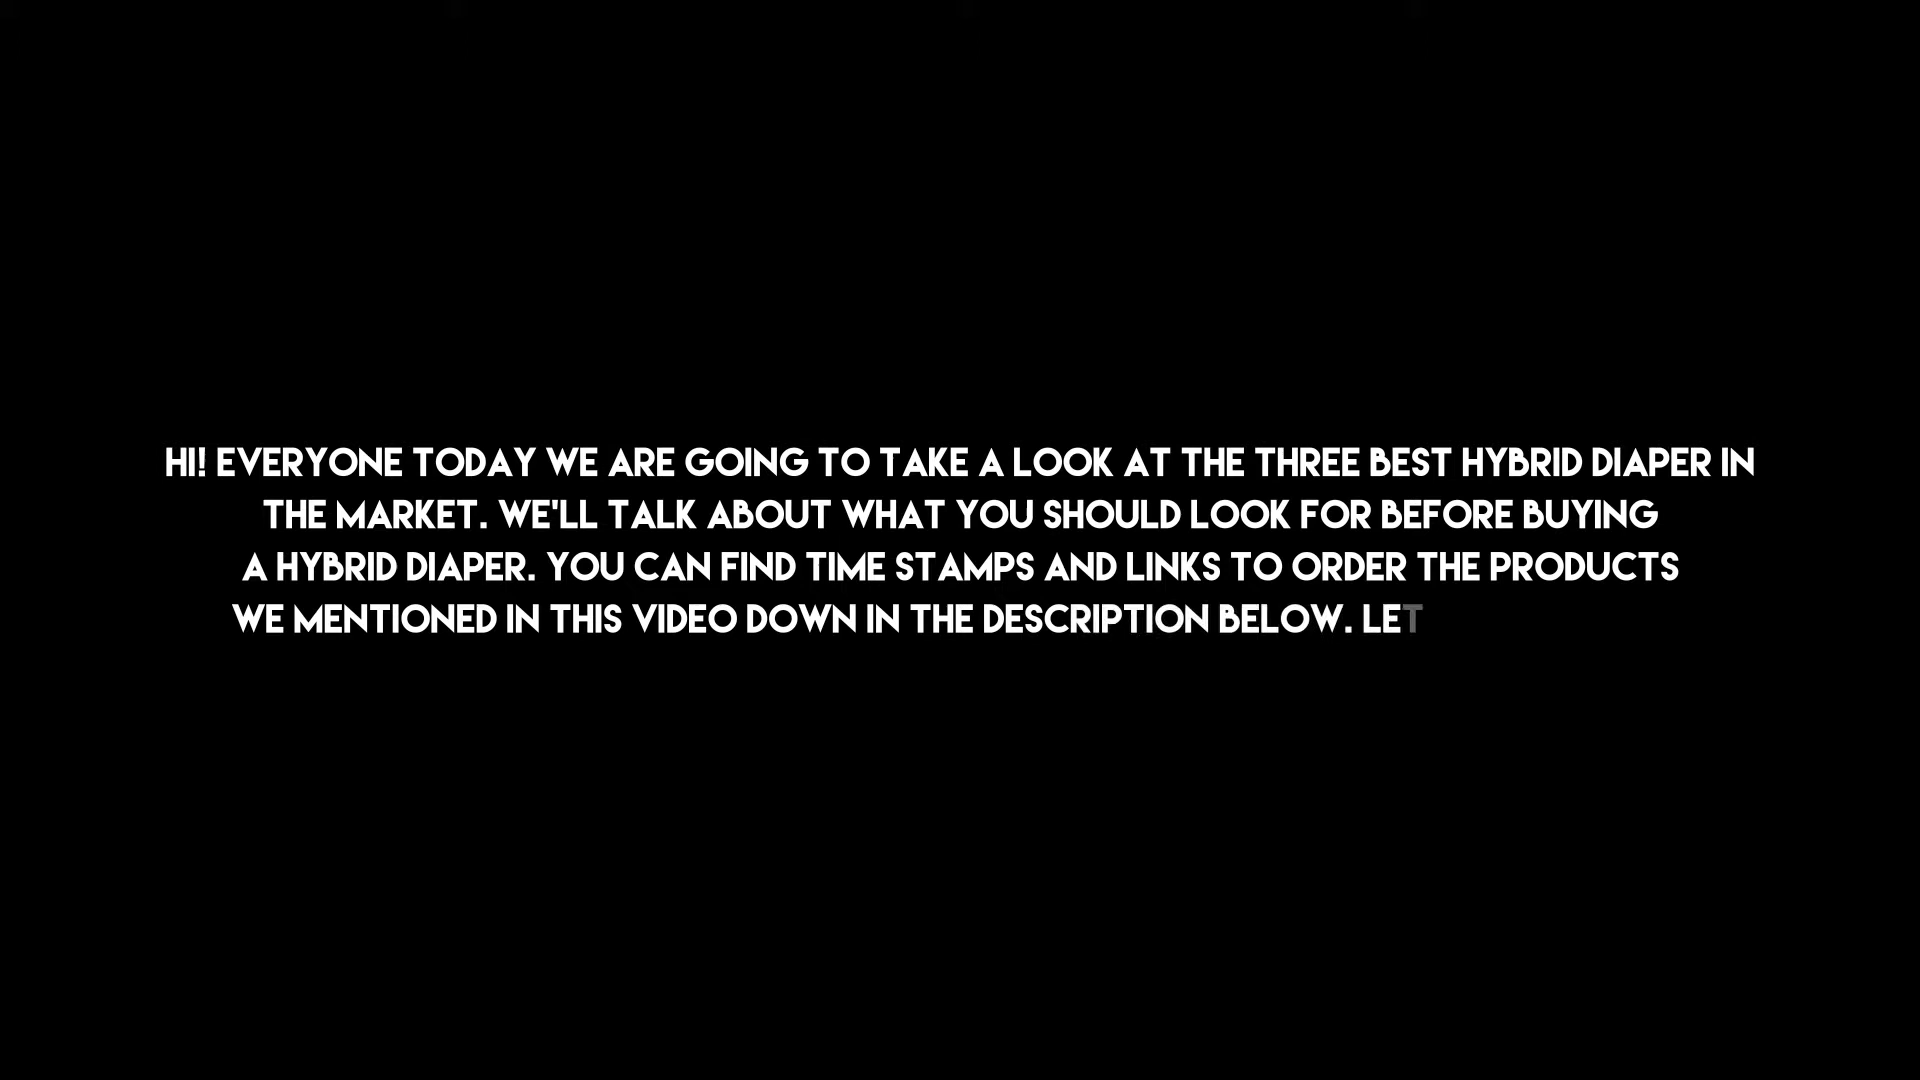 HI! EVERYONE TODAY WE ARE GOING TO TAKE A LOOK AT THE THREE BEST HYBRID DIAPER IN
THE MARKET. WE'LL TALK ABOUT WHAT YOU SHOULD LOOK FOR BEFORE BUYING
A HYBRID DIAPER. YOU CAN FIND TIME STAMPS AND LINKS TO ORDER THE PRODUCTS
WE MENTIONED IN THIS VIDEO DOWN IN THE DESCRIPTION BELOW. LET